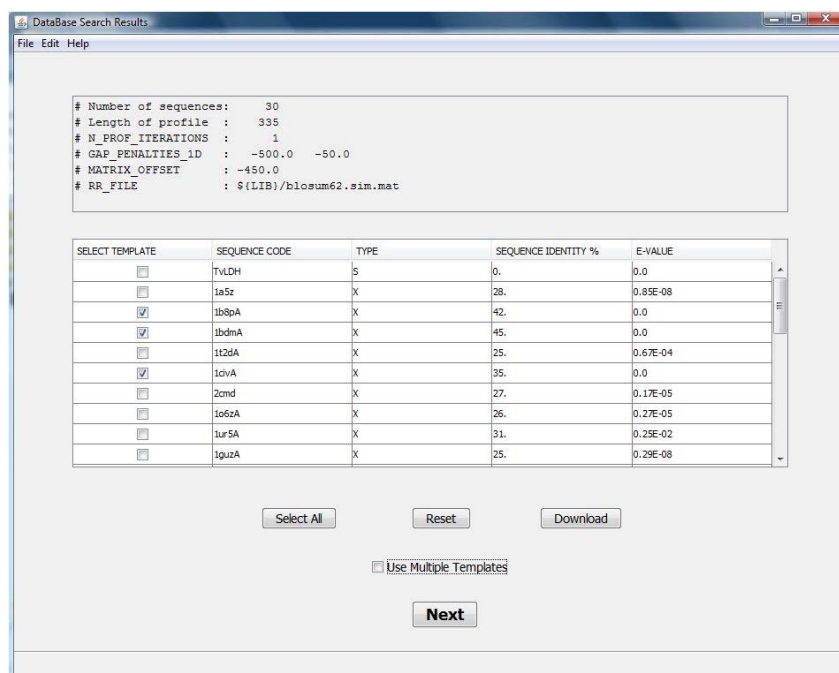 DataBase Search Results
File Edit Help
# Number of sequences: 30
# Length of profile : 335
# N_PROF_ITERATIONS : 1
# GAP_PENALTIES_1D : -500.0 -50.0
# MATRIX_OFFSET : -450.0
# RR_FILE : ${LIB}/blosum62.sim.mat
SELECT TEMPLATE SEQUENCE CODE TYPE SEQUENCE IDENTITY % E-VALUE
TvLDH S 0. 0.0
1a5z X 28. 0.85E-08
1b8pA X 42. 0.0
1bdmA X 45. 0.0
1t2dA X 25. 0.67E-04
1civA X 35. 0.0
2cmd X 27. 0.17E-05
1o6zA X 26. 0.27E-05
1ur5A X 31. 0.25E-02
1guzA X 25. 0.29E-08
Select All Reset Download
Use Multiple Templates
Next